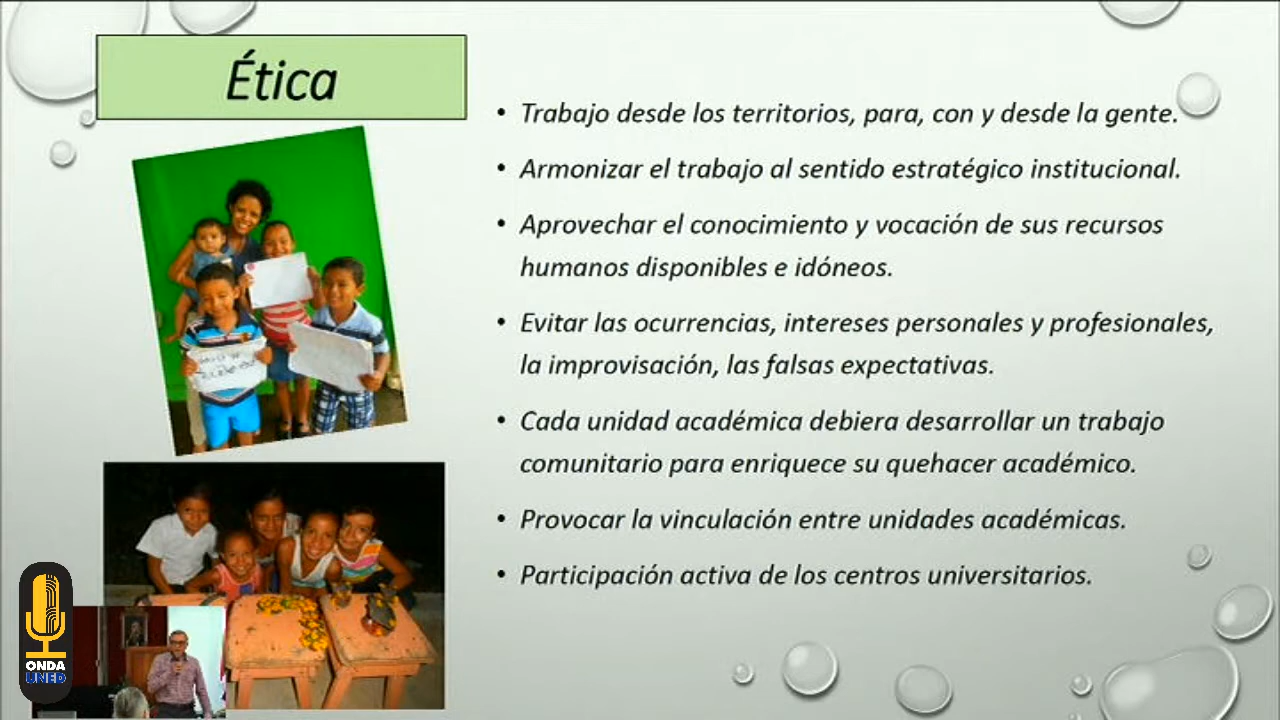 Ética
• Trabajo desde los territorios, para, con y desde la gente.
• Armonizar el trabajo al sentido estratégico institucional.
• Aprovechar el conocimiento y vocación de sus recursos
humanos disponibles e idóneos.
• Evitar las ocurrencias, intereses personales y profesionales,
la improvisación, las falsas expectativas.
• Cada unidad académica debiera desarrollar un trabajo
comunitario para enriquece su quehacer académico.
• Provocar la vinculación entre unidades académicas.
• Participación activa de los centros universitarios.
ONDA
UNED